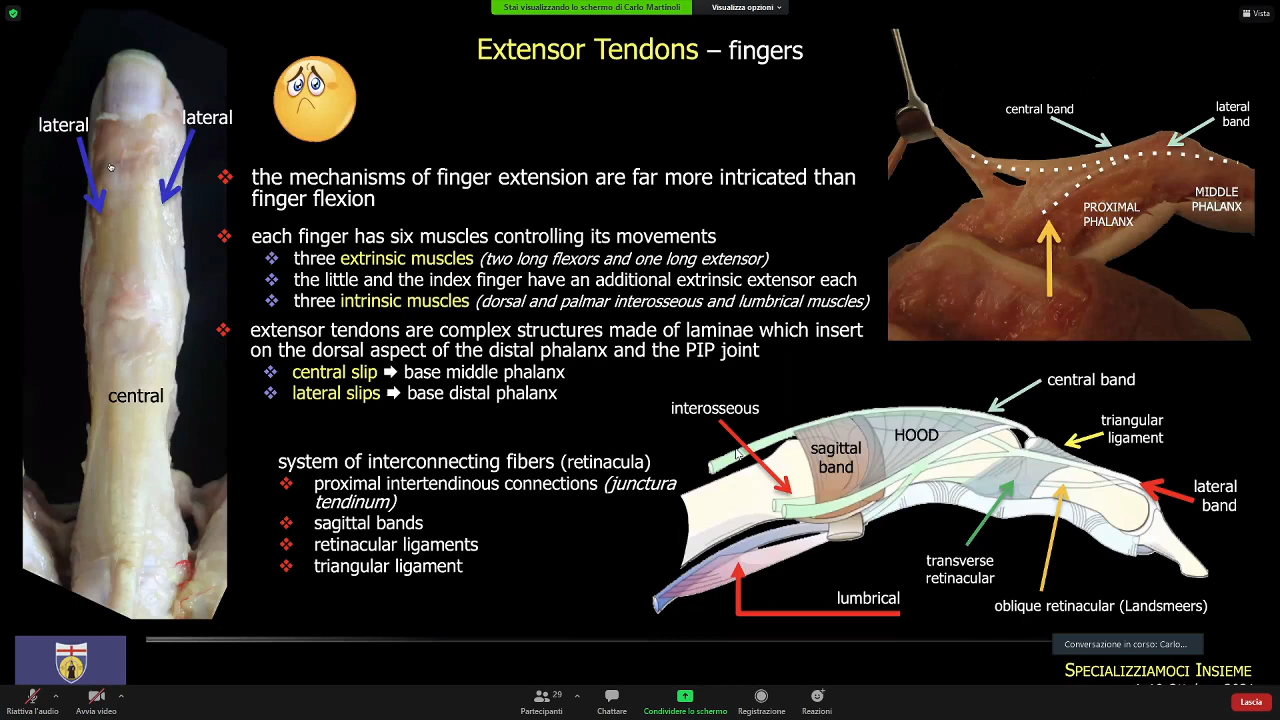 Stai visualizzando lo schermo di Carlo Martinoli
Visualizza opzioni
Vista
Extensor Tendons – fingers
lateral
lateral
central
central band
lateral
band
PROXIMAL
PHALANX
MIDDLE
PHALANX
the mechanisms of finger extension are far more intricated than
finger flexion
each finger has six muscles controlling its movements
three extrinsic muscles (two long flexors and one long extensor)
the little and the index finger have an additional extrinsic extensor each
three intrinsic muscles (dorsal and palmar interosseous and lumbrical muscles)
extensor tendons are complex structures made of laminae which insert
on the dorsal aspect of the distal phalanx and the PIP joint
central slip ➡ base middle phalanx
lateral slips ➡ base distal phalanx
system of interconnecting fibers (retinacula)
proximal intertendinous connections (junctura
tendinum)
sagittal bands
retinacular ligaments
triangular ligament
interosseous
sagittal
band
HOOD
central band
triangular
ligament
lateral
band
transverse
retinacular
oblique retinacular (Landsmeers)
lumbrical
Conversazione in corso: Carlo...
SPECIALIZZIAMOCI INSIEME
Riattiva l'audio
Avvia video
29
Partecipanti
Chattare
Condividere lo schermo
Registrazione
Reazioni
Lascia